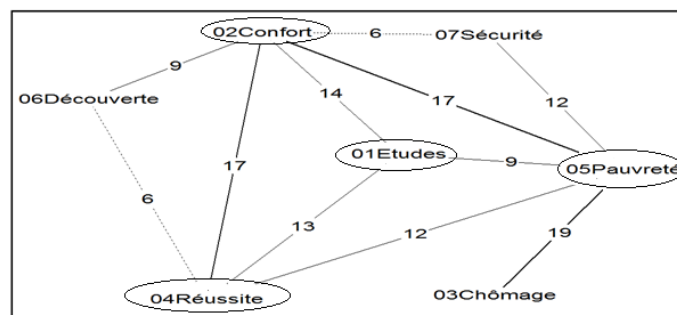 02Confort
6
07Sécurité
9
06Découverte
14
17
12
01Etudes
9
05Pauvreté
17
6
13
12
19
04Réussite
03Chômage